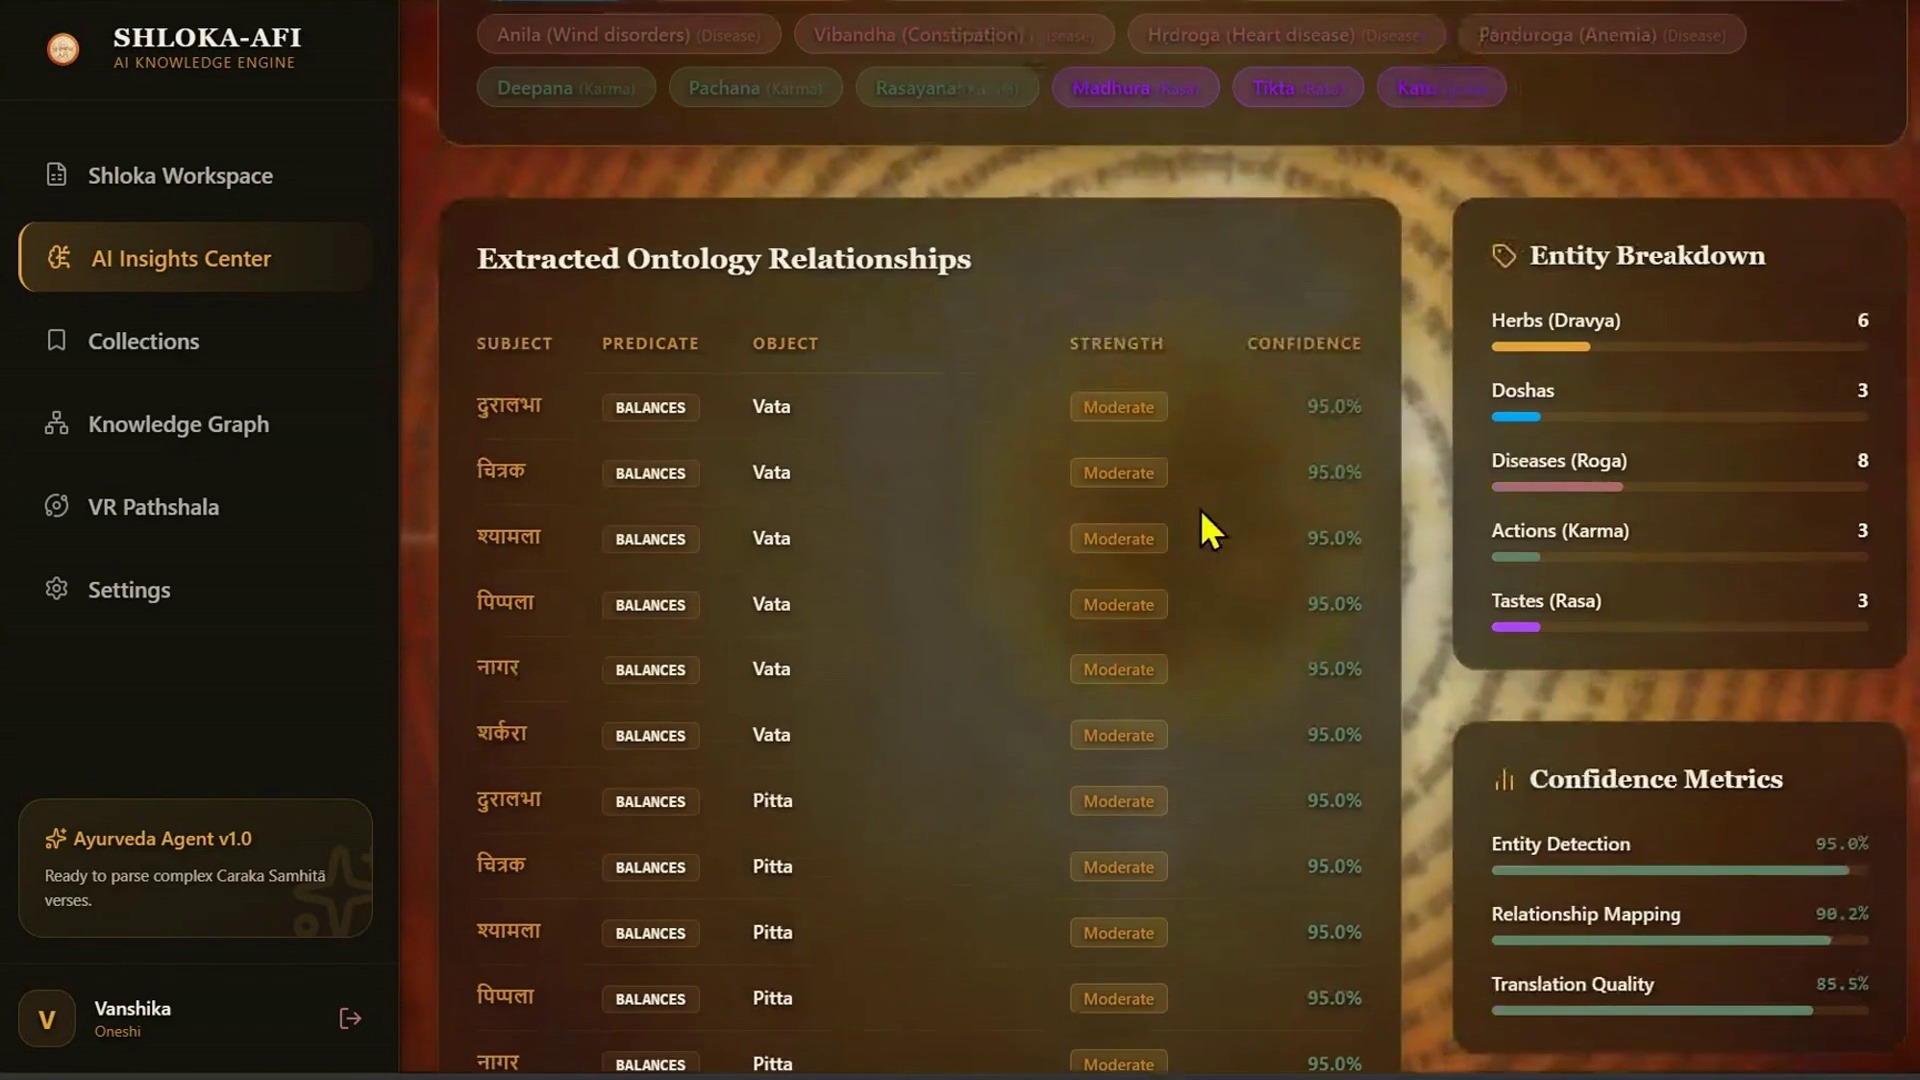 SHLOKA-AFI
AI KNOWLEDGE ENGINE
Shloka Workspace
AI Insights Center
Collections
Knowledge Graph
VR Pathshala
Settings
Ayurveda Agent v1.0
Ready to parse complex Caraka Saṃhitā
verses.
V
Vanshika
Oneshi
Anila (Wind disorders) (Disease) Vibandha (Constipation) Hrdroga (Heart disease) (Disease) Panduroga (Anemia) (Disease)
Deepana (Karma) Pachana (Karma) Rasayana Madhura (Rasa) Tikta (Rasa) Katu
Extracted Ontology Relationships
SUBJECT PREDICATE OBJECT STRENGTH CONFIDENCE
दुरालभा BALANCES Vata Moderate 95.0%
चित्रक BALANCES Vata Moderate 95.0%
श्यामला BALANCES Vata Moderate 95.0%
पिप्पला BALANCES Vata Moderate 95.0%
नागर BALANCES Vata Moderate 95.0%
शर्करा BALANCES Vata Moderate 95.0%
दुरालभा BALANCES Pitta Moderate 95.0%
चित्रक BALANCES Pitta Moderate 95.0%
श्यामला BALANCES Pitta Moderate 95.0%
पिप्पला BALANCES Pitta Moderate 95.0%
नागर BALANCES Pitta Moderate 95.0%
Entity Breakdown
Herbs (Dravya) 6
Doshas 3
Diseases (Roga) 8
Actions (Karma) 3
Tastes (Rasa) 3
Confidence Metrics
Entity Detection 95.0%
Relationship Mapping 90.2%
Translation Quality 85.5%